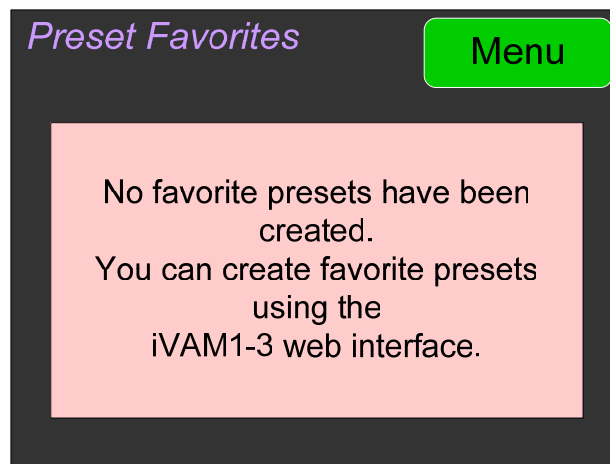 Preset Favorites
Menu
No favorite presets have been
created.
You can create favorite presets
using the
iVAM1-3 web interface.